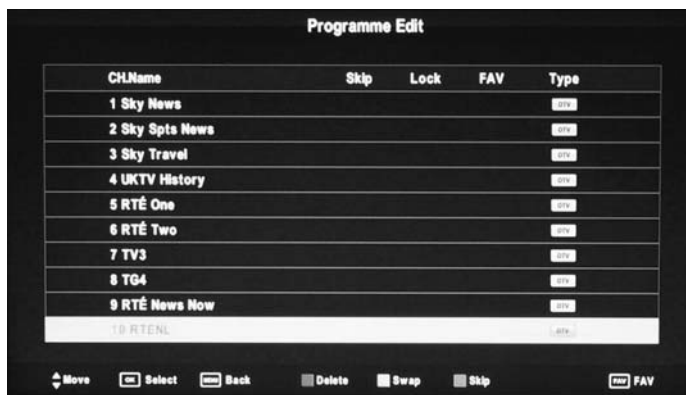 Programme Edit
CH.Name Skip Lock FAV Type
1 Sky News DTV
2 Sky Spts News DTV
3 Sky Travel DTV
4 UKTV History DTV
5 RTÉ One DTV
6 RTÉ Two DTV
7 TV3 DTV
8 TG4 DTV
9 RTÉ News Now DTV
10 RTENL DTV
Move OK Select MENU Back Delete Swap Skip FAV FAV